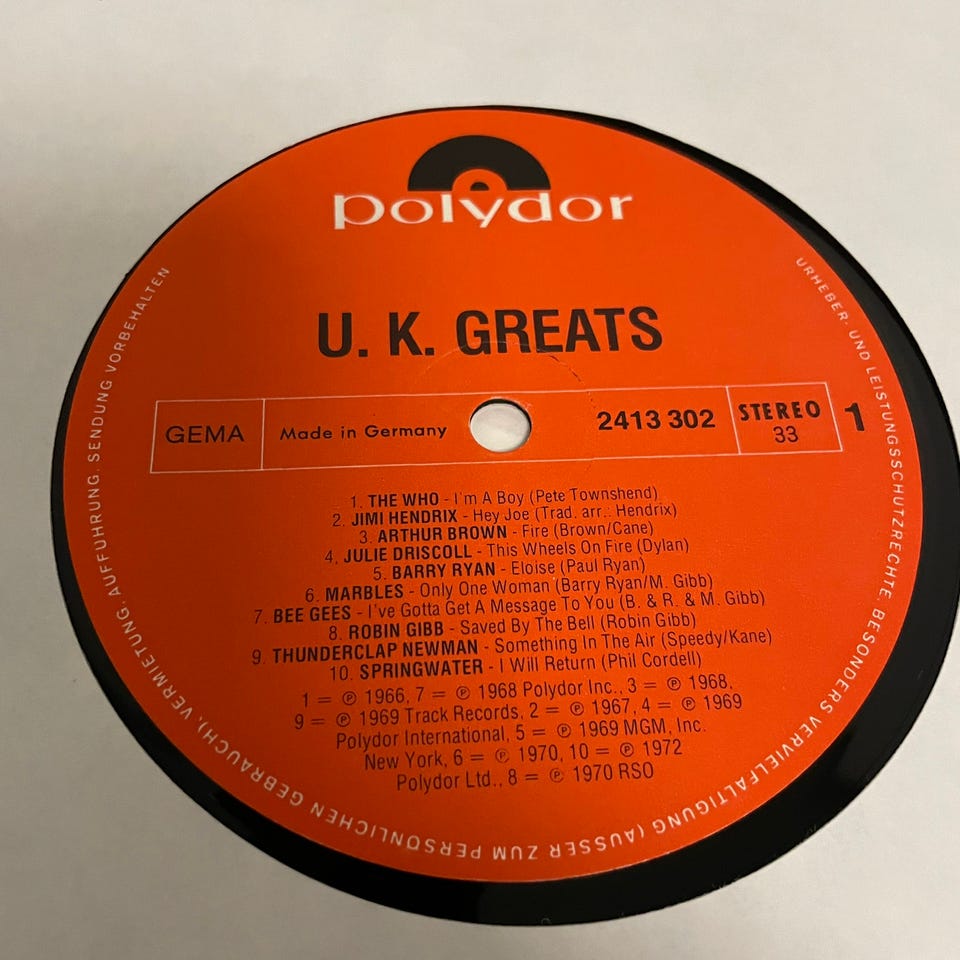 polydor
U. K. GREATS
GEMA
Made in Germany
2413 302
STEREO
33
1
1. THE WHO - I'm A Boy (Pete Townshend)
2. JIMI HENDRIX - Hey Joe (Trad. arr.: Hendrix)
3. ARTHUR BROWN - Fire (Brown/Cane)
4. JULIE DRISCOLL - This Wheels On Fire (Dylan)
5. BARRY RYAN - Eloise (Paul Ryan)
6. MARBLES - Only One Woman (Barry Ryan/M. Gibb)
7. BEE GEES - I've Gotta Get A Message To You (B. & R. & M. Gibb)
8. ROBIN GIBB - Saved By The Bell (Robin Gibb)
9. THUNDERCLAP NEWMAN - Something In The Air (Speedy/Kane)
10. SPRINGWATER - I Will Return (Phil Cordell)
1 = ℗ 1966, 7 = ℗ 1968 Polydor Inc., 3 = ℗ 1968,
9 = ℗ 1969 Track Records, 2 = ℗ 1967, 4 = ℗ 1969
Polydor International, 5 = ℗ 1969 MGM, Inc.
New York, 6 = ℗ 1970, 10 = ℗ 1972
Polydor Ltd., 8 = ℗ 1970 RSO
URHEBER- UND LEISTUNGSSCHUTZRECHTE, BESONDERS VERVIELFÄLTIGUNG (AUSSER ZUM PERSÖNLICHEN GEBRAUCH), VERMIETUNG, AUFFÜHRUNG, SENDUNG VORBEHALTEN